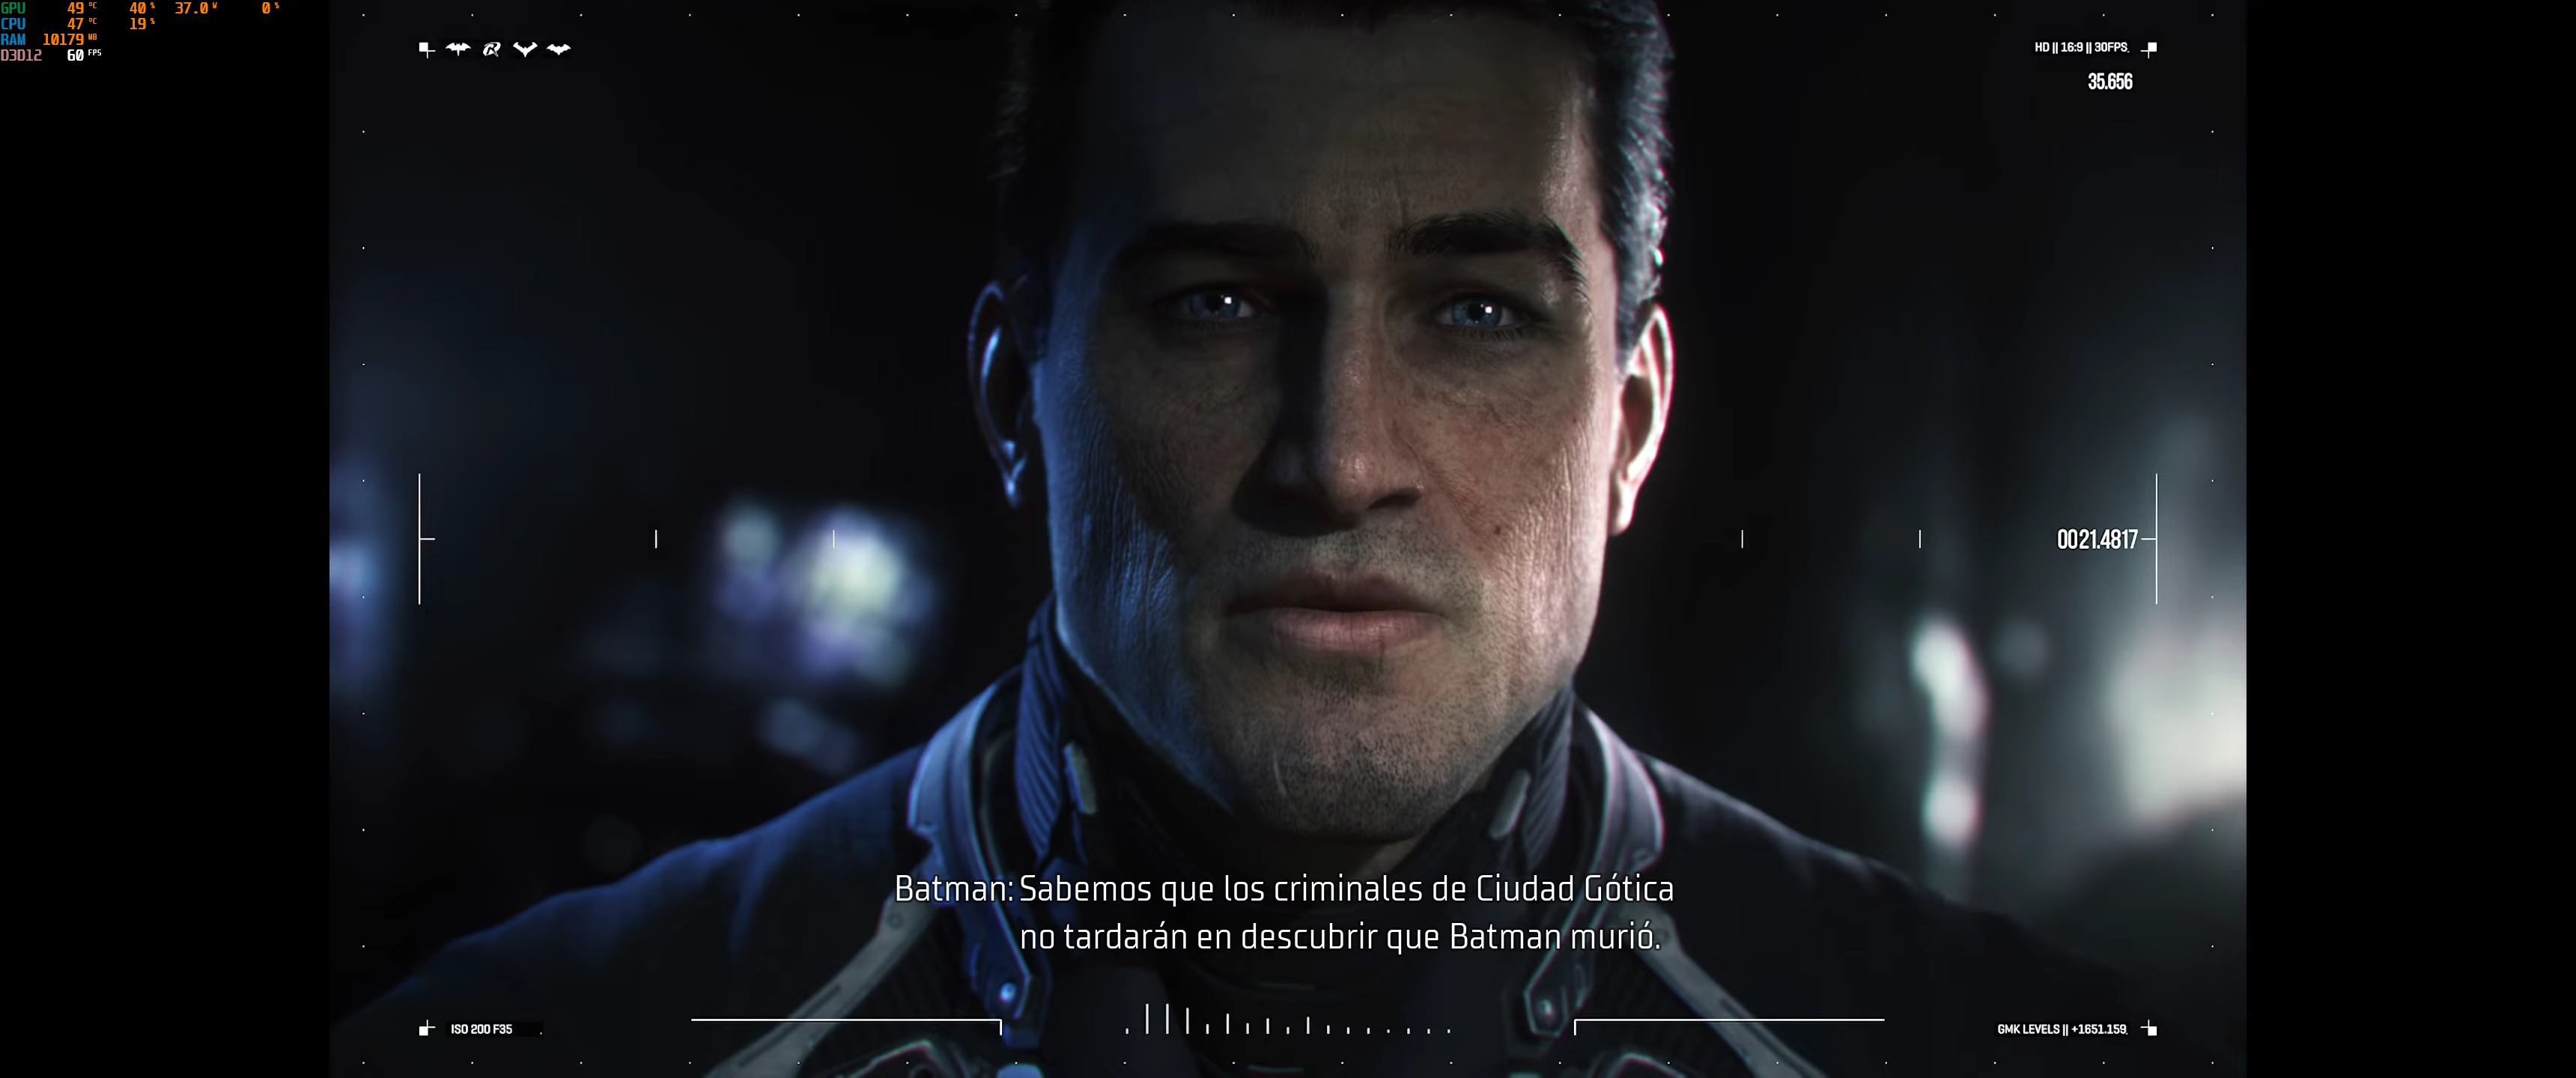 GPU 49 °C 40 % 37.0 W 0 %
CPU 47 °C 19 %
RAM 10179 MB
D3D12 60 FPS
HD || 16:9 || 30FPS.
35.656
0021.4817
Batman: Sabemos que los criminales de Ciudad Gótica
no tardarán en descubrir que Batman murió.
ISO 200 F35 .
GMK LEVELS || +1651.159.